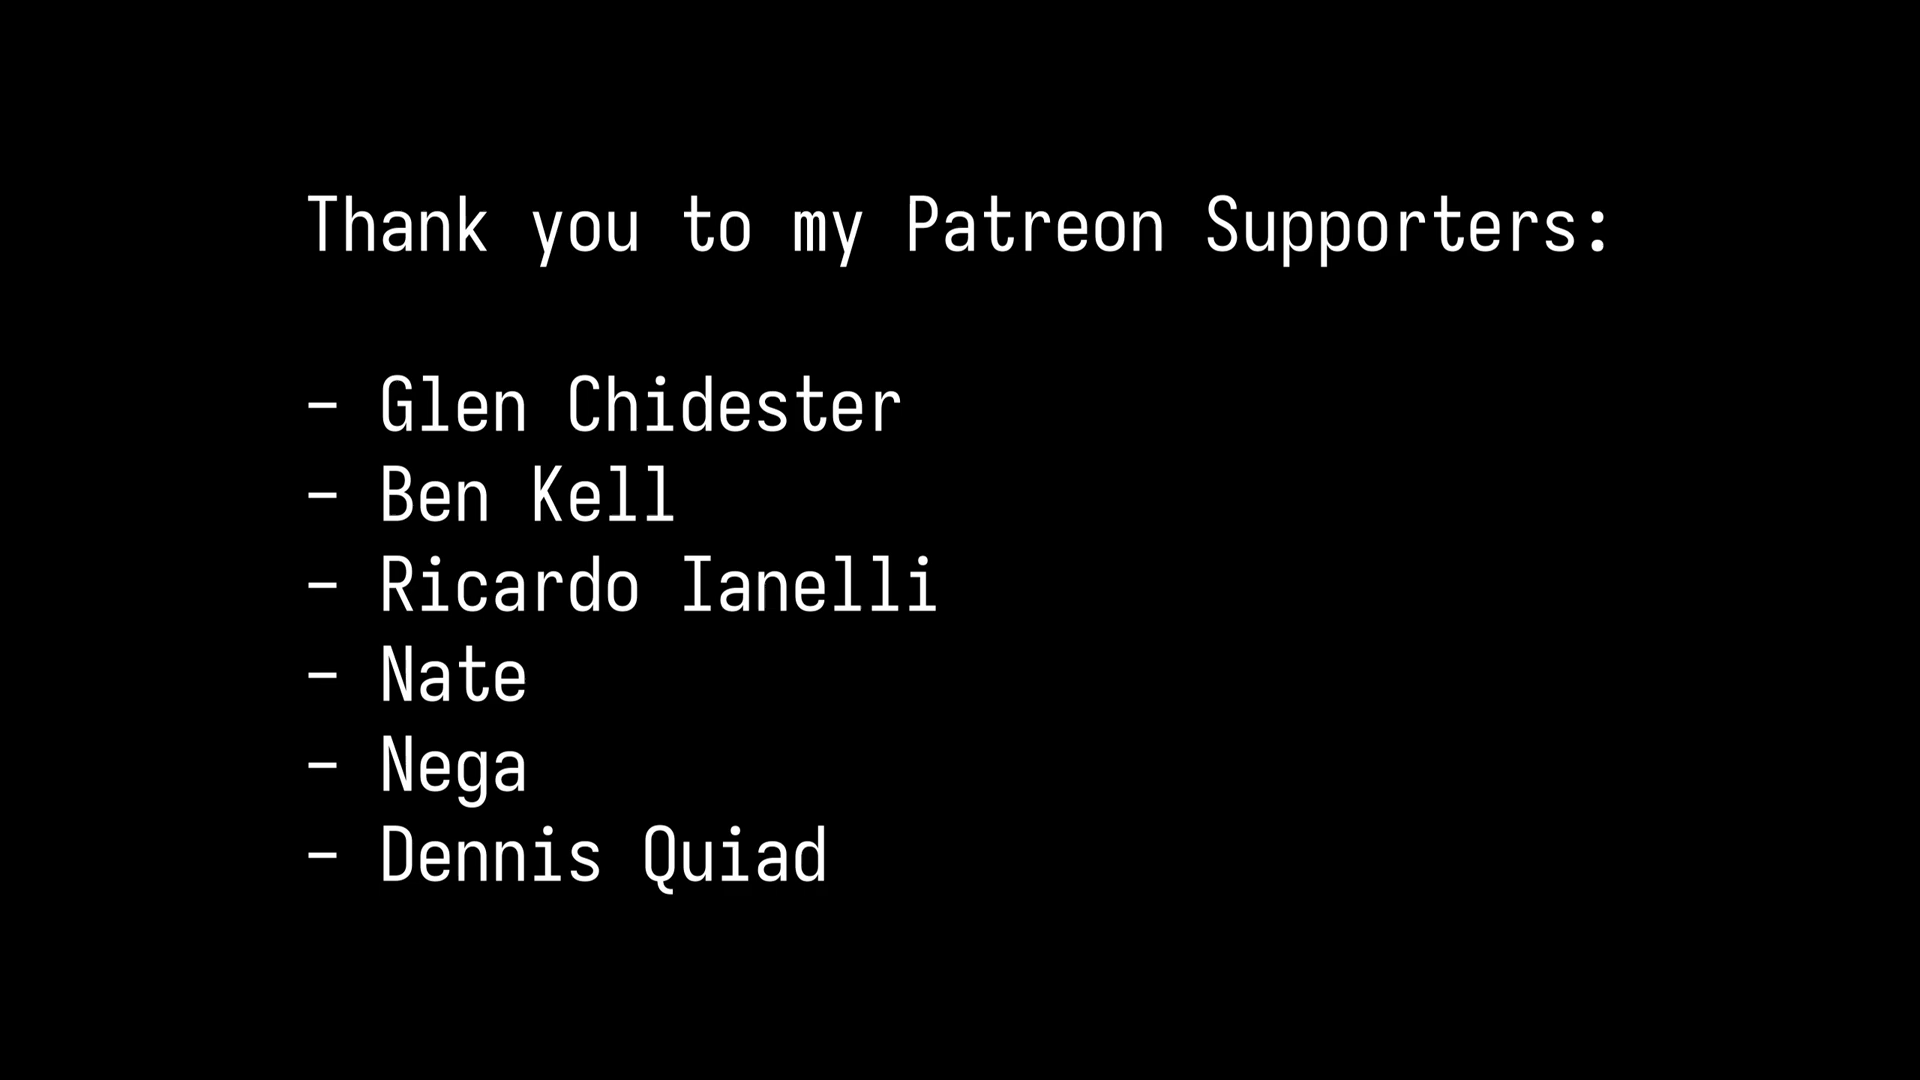 Thank you to my Patreon Supporters:
- Glen Chidester
- Ben Kell
- Ricardo Ianelli
- Nate
- Nega
- Dennis Quiad